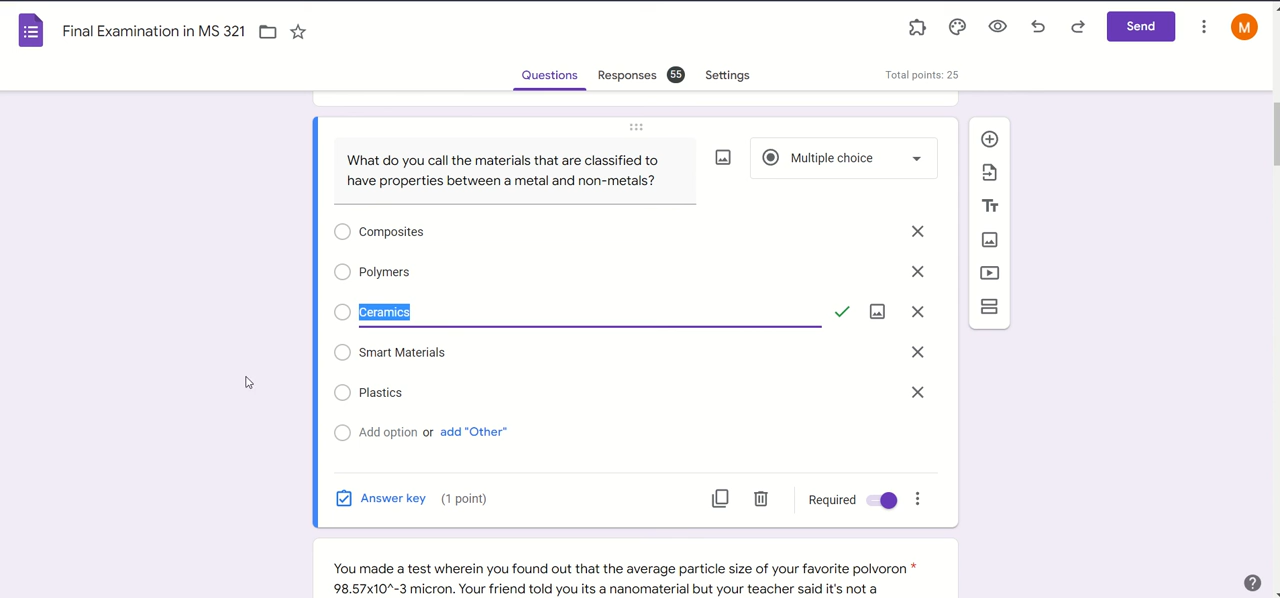 Final Examination in MS 321
Send
M
Questions
Responses 55
Settings
Total points: 25
What do you call the materials that are classified to
have properties between a metal and non-metals?
Multiple choice
Composites
Polymers
Ceramics
Smart Materials
Plastics
Add option or add "Other"
Answer key (1 point)
Required
You made a test wherein you found out that the average particle size of your favorite polvoron *
98.57x10^-3 micron. Your friend told you its a nanomaterial but your teacher said it's not a